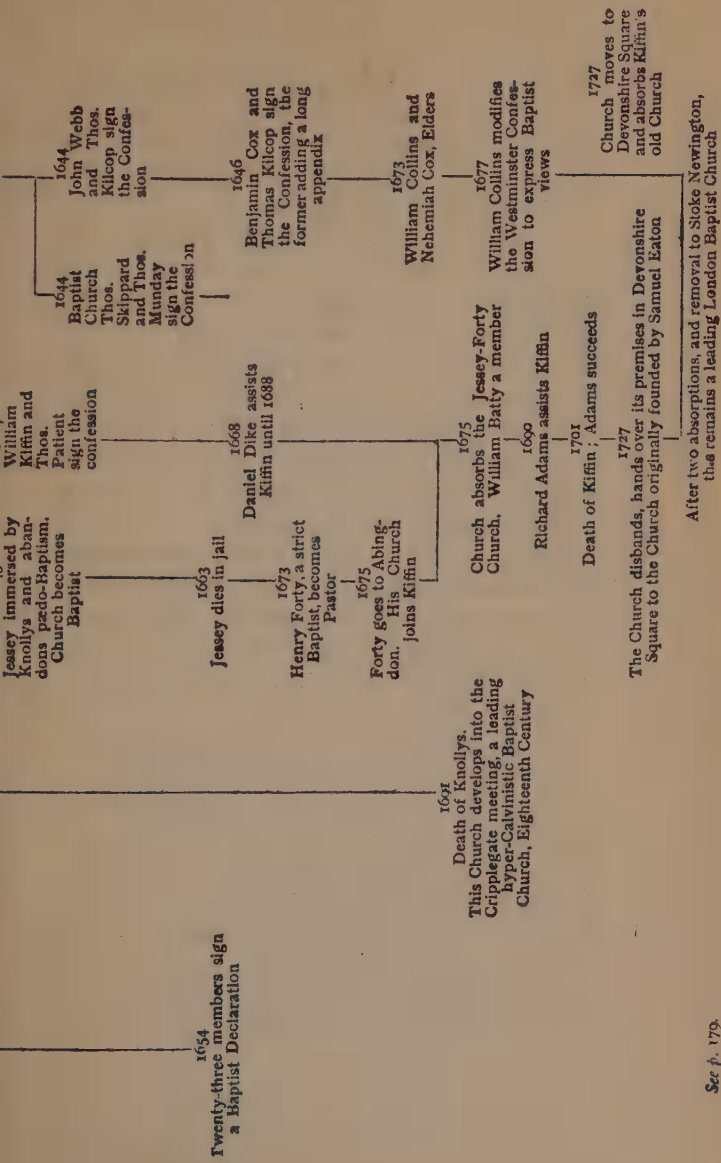 1654
Twenty-three members sign
a Baptist Declaration
1691
Death of Knollys.
This Church develops into the
Cripplegate meeting, a leading
hyper-Calvinistic Baptist
Church, Eighteenth Century
Jessey immersed by
Knollys and aban-
dons pædo-Baptism.
Church becomes
Baptist
1663
Jessey dies in jail
1673
Henry Forty, a strict
Baptist, becomes
Pastor
1675
Forty goes to Abing-
don. His Church
joins Kiffin
William
Kiffin and
Thos.
Patient
sign the
confession
1668
Daniel Dike assists
Kiffin until 1688
1675
Church absorbs the Jessey-Forty
Church. William Batty a member
1690
Richard Adams assists Kiffin
1701
Death of Kiffin; Adams succeeds
1727
The Church disbands, hands over its premises in Devonshire
Square to the Church originally founded by Samuel Eaton
1644
Baptist
Church
Thos.
Skippard
and Thos.
Munday
sign the
Confession
1644
John Webb
and Thos.
Kilcop sign
the Confes-
sion
1646
Benjamin Cox and
Thomas Kilcop sign
the Confession, the
former adding a long
appendix
1673
William Collins and
Nehemiah Cox, Elders
1677
William Collins modifies
the Westminster Confes-
sion to express Baptist
views
1727
Church moves to
Devonshire Square
and absorbs Kiffin's
old Church
After two absorptions, and removal to Stoke Newington,
this remains a leading London Baptist Church
See p. 179.